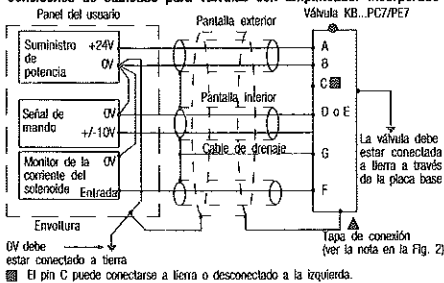 Conexiones de cableado para válvulas con amplificador incorporado
Panel del usuario
Pantalla exterior
Válvula KB...PC7/PE7
Suministro de potencia
+24V
0V
A
B
C
Señal de mando
0V
+/-10V
Pantalla interior
D o E
Cable de drenaje
Monitor de la corriente del solenoide
0V
Entrada
G
F
La válvula debe estar conectada a tierra a través de la placa base
Envoltura
0V debe estar conectado a tierra
Tapa de conexión (ver la nota en la Fig. 2)
El pin C puede conectarse a tierra o desconectado a la izquierda.